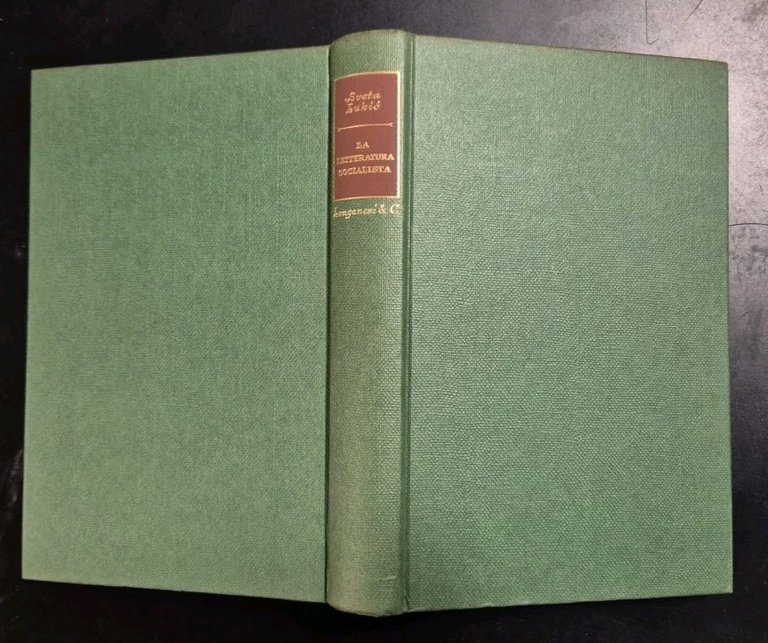 Sveta
Lukić
LA
LETTERATURA
SOCIALISTA
Longanesi & C.